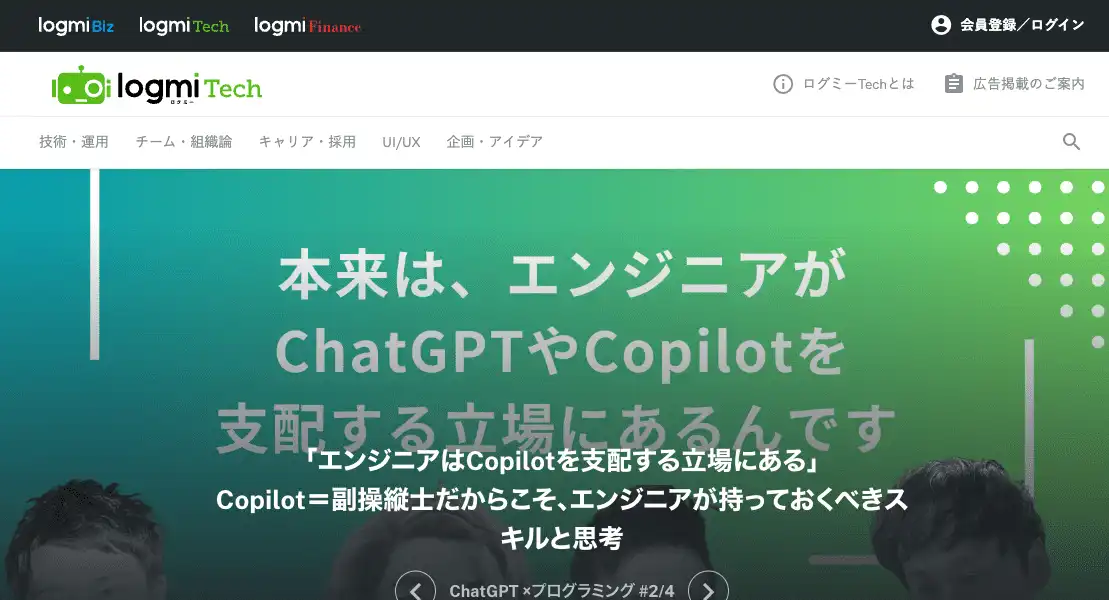 logmi Biz logmi Tech logmi Finance 会員登録／ログイン
logmi Tech ログミーTechとは 広告掲載のご案内
ログミー
技術・運用 チーム・組織論 キャリア・採用 UI/UX 企画・アイデア
本来は、エンジニアが
ChatGPTやCopilotを
支配する立場にあるんです
「エンジニアはCopilotを支配する立場にある」
Copilot＝副操縦士だからこそ、エンジニアが持っておくべきス
キルと思考
ChatGPT ×プログラミング #2/4